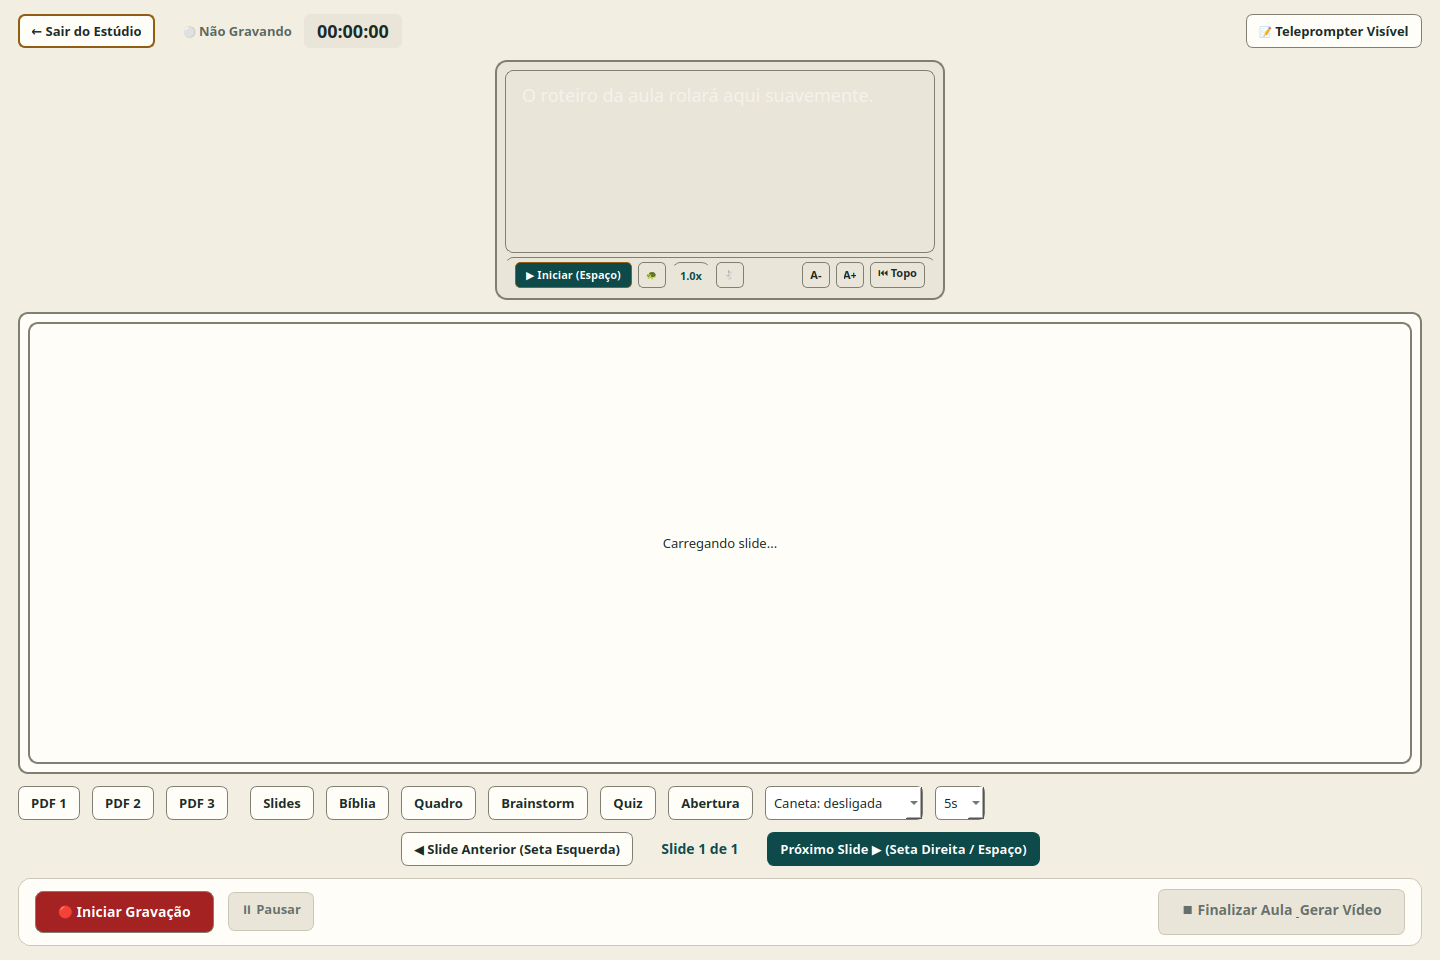 ← Sair do Estúdio
Não Gravando
00:00:00
Teleprompter Visível
O roteiro da aula rolará aqui suavemente.
▶ Iniciar (Espaço)
1.0x
A-
A+
⏮ Topo
Carregando slide...
PDF 1
PDF 2
PDF 3
Slides
Bíblia
Quadro
Brainstorm
Quiz
Abertura
Caneta: desligada
5s
◀ Slide Anterior (Seta Esquerda)
Slide 1 de 1
Próximo Slide ▶ (Seta Direita / Espaço)
Iniciar Gravação
⏸ Pausar
⏹ Finalizar Aula _Gerar Vídeo